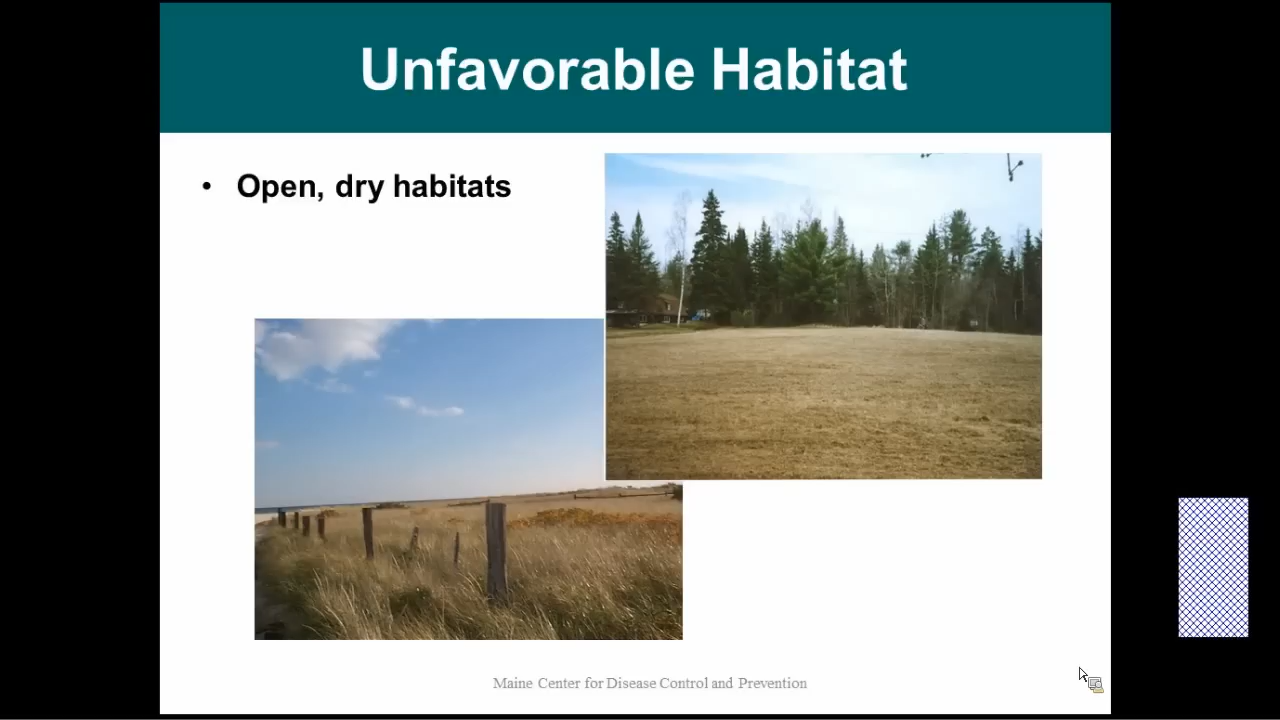 Unfavorable Habitat
• Open, dry habitats
Maine Center for Disease Control and Prevention